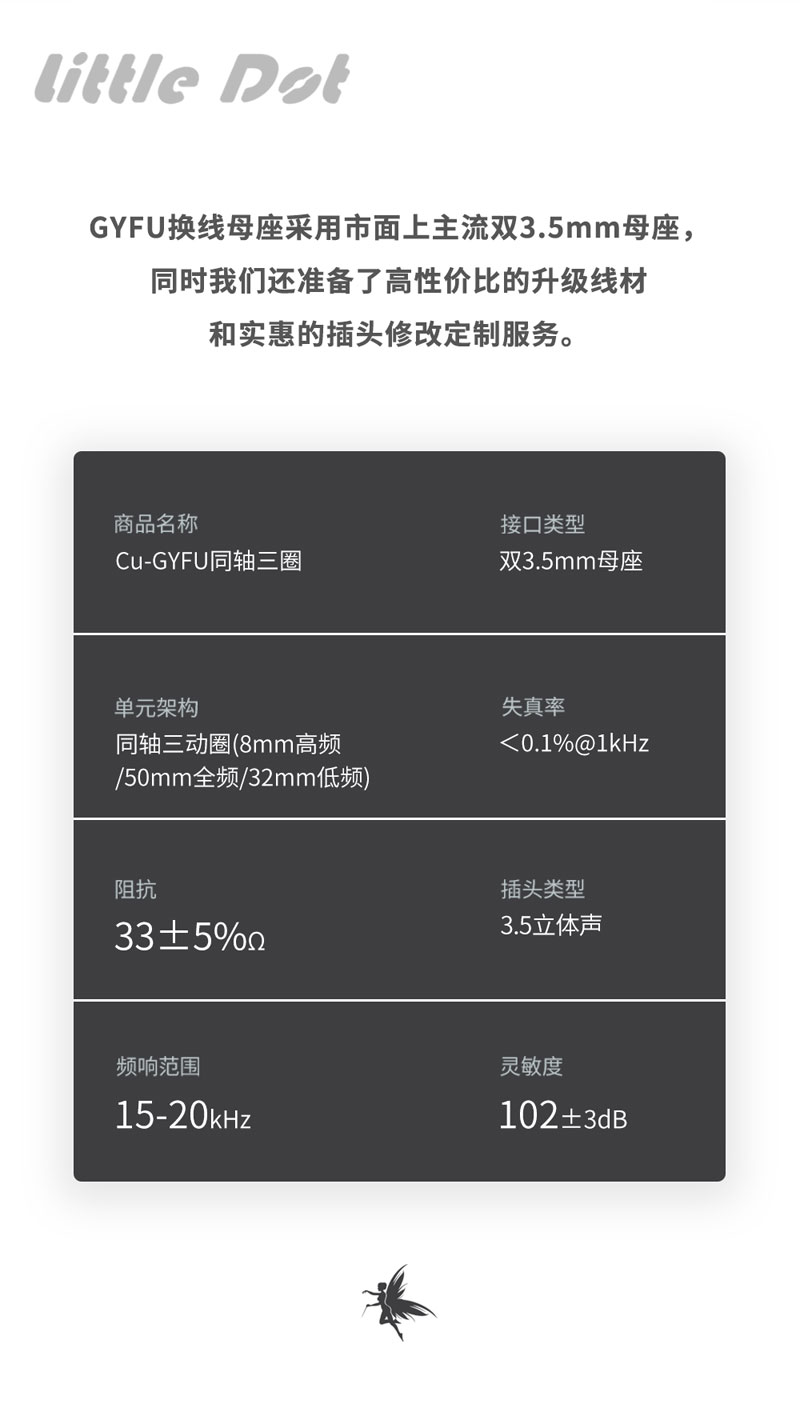 Little Dot
GYFU换线母座采用市面上主流双3.5mm母座，
同时我们还准备了高性价比的升级线材
和实惠的插头修改定制服务。
商品名称
Cu-GYFU同轴三圈
接口类型
双3.5mm母座
单元架构
同轴三动圈(8mm高频
/50mm全频/32mm低频)
失真率
＜0.1%@1kHz
阻抗
33±5%Ω
插头类型
3.5立体声
频响范围
15-20kHz
灵敏度
102±3dB